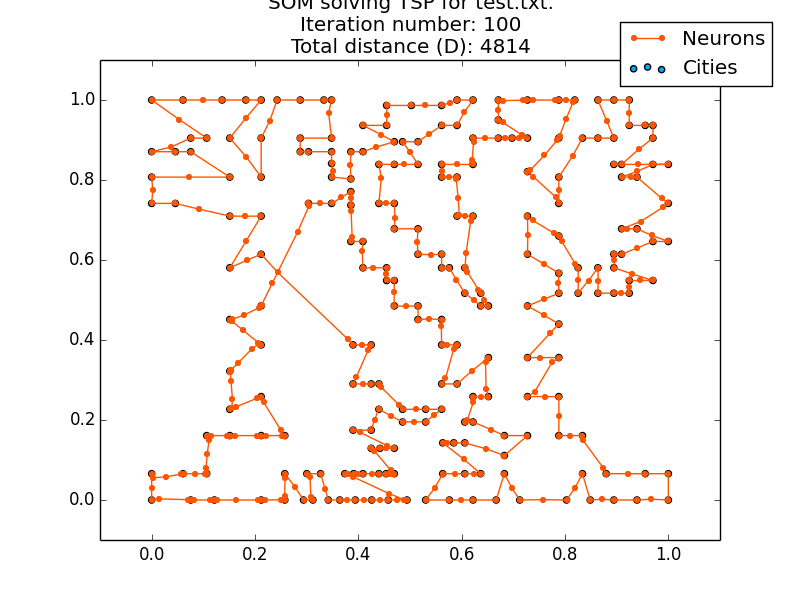 SOM solving TSP for test.txt.
Iteration number: 100
Total distance (D): 4814
Neurons
Cities
1.0
0.8
0.6
0.4
0.2
0.0
0.0 0.2 0.4 0.6 0.8 1.0